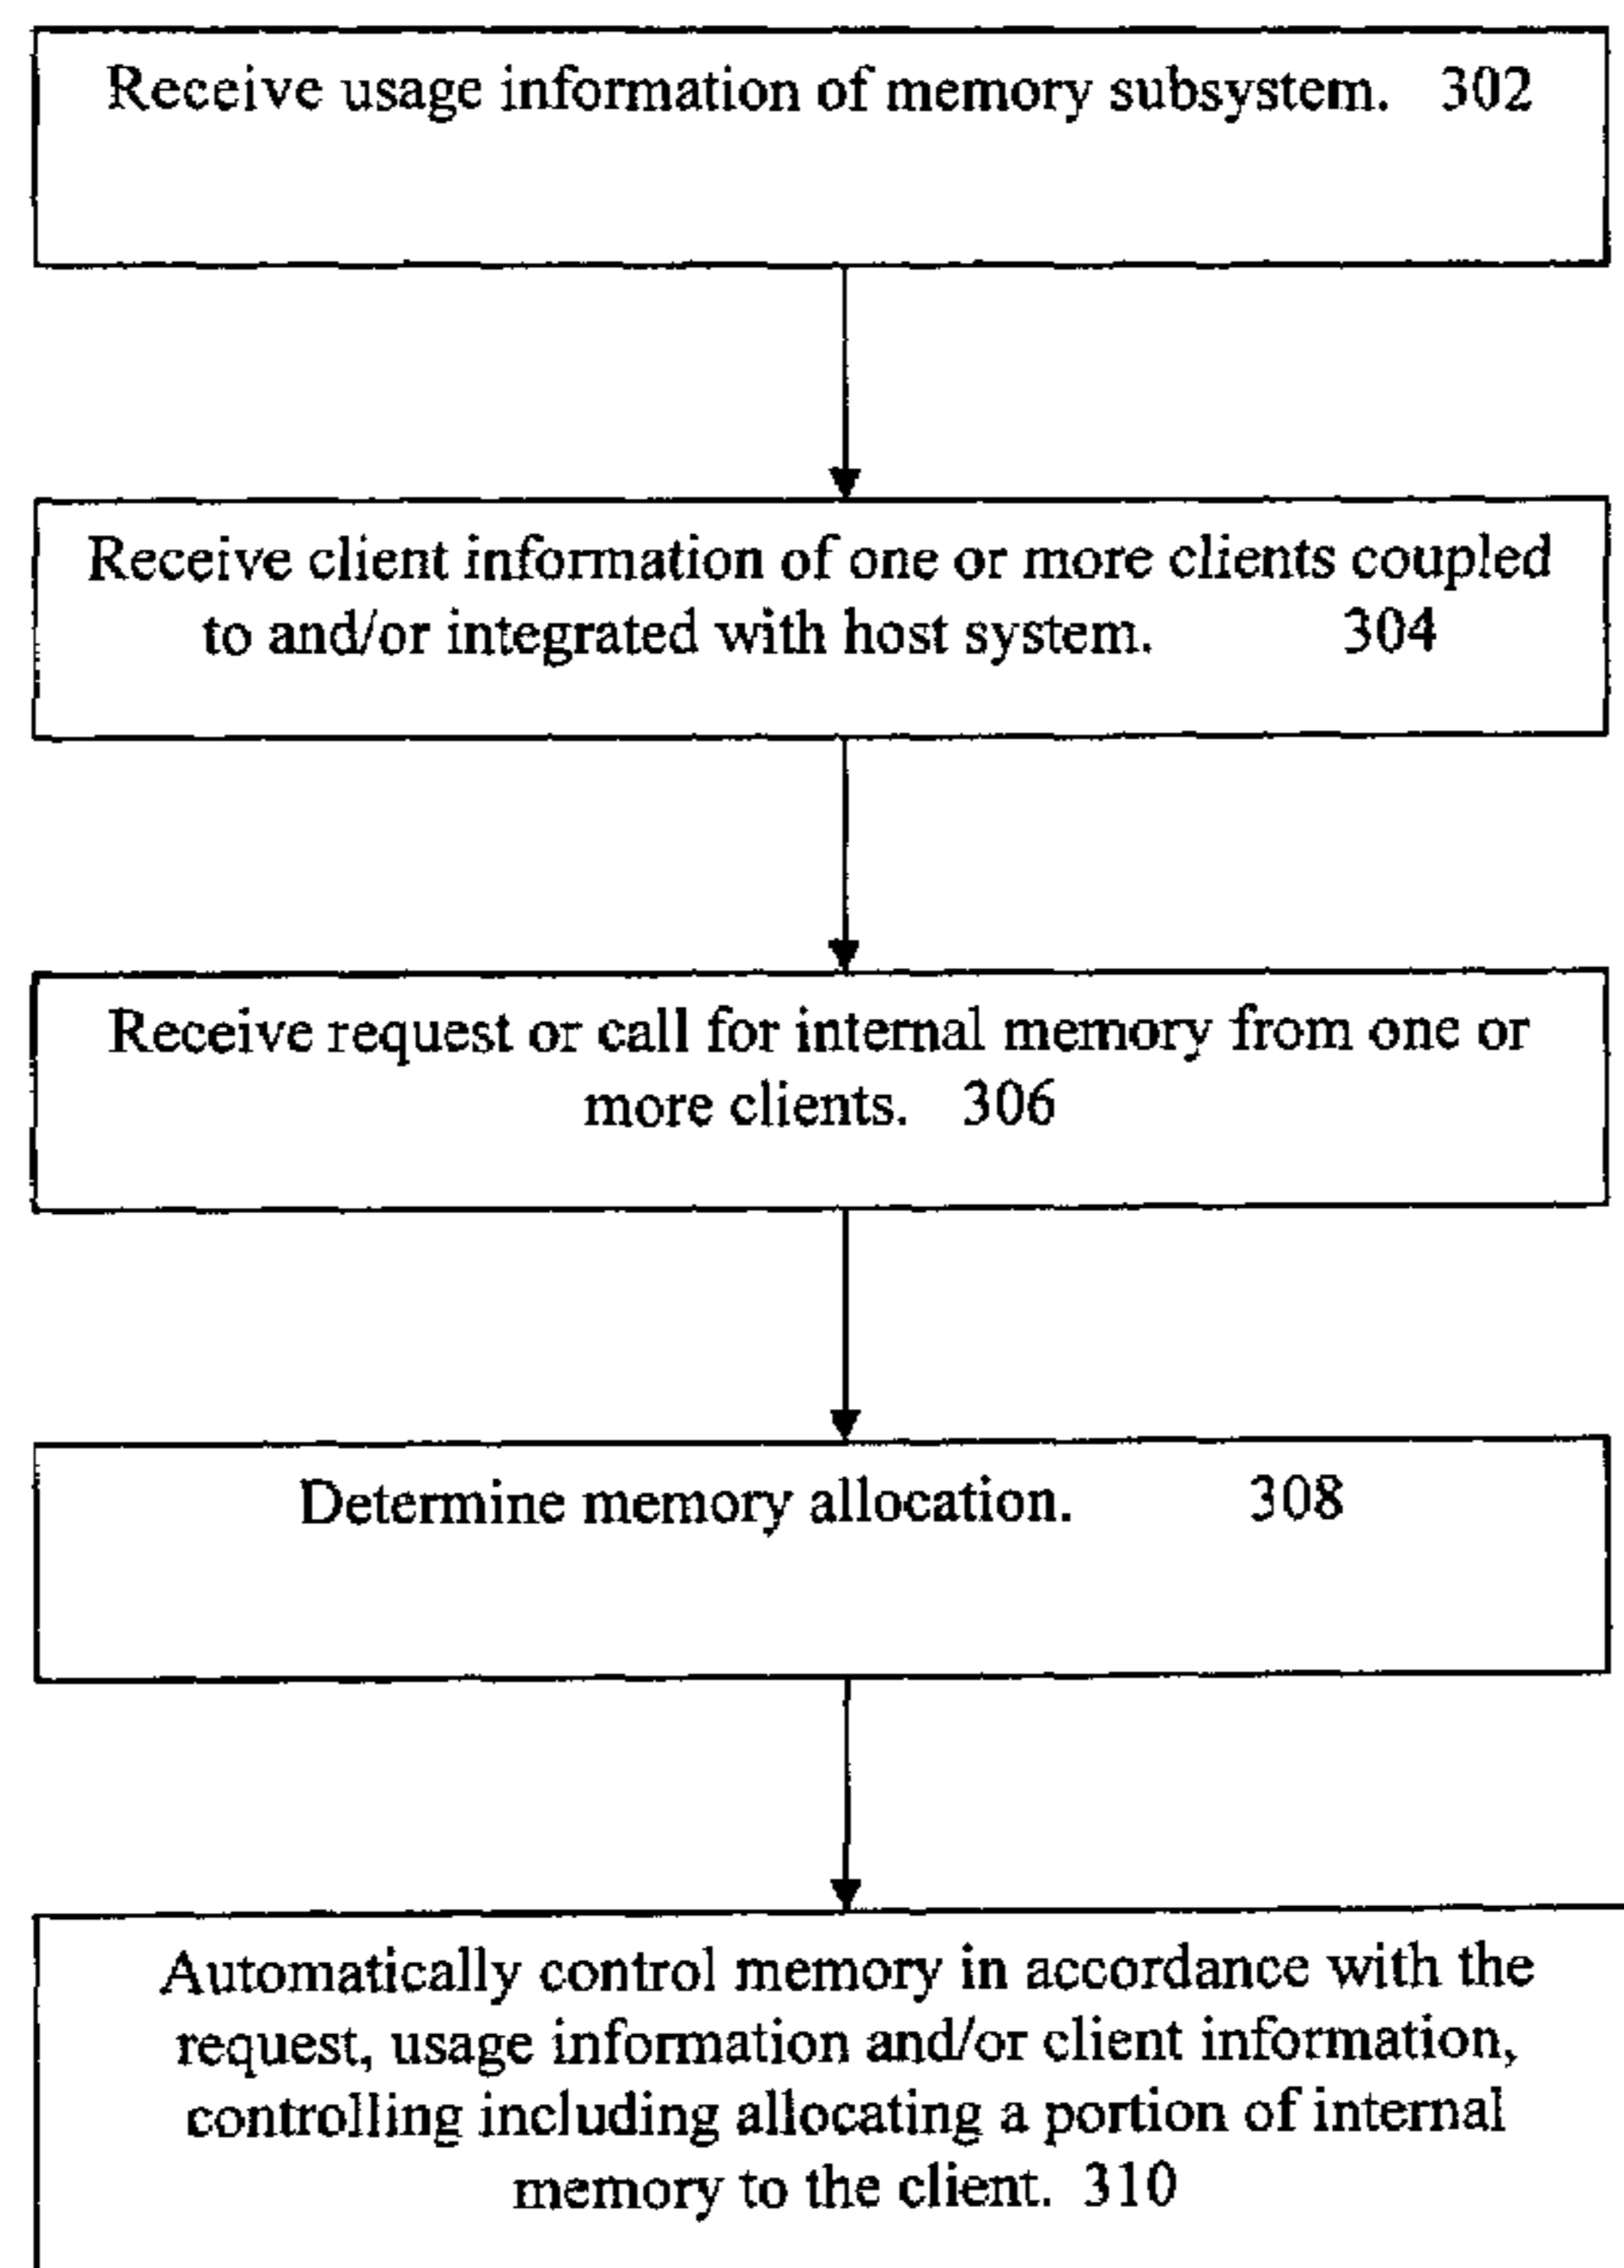 Receive usage information of memory subsystem. 302
Receive client information of one or more clients coupled
to and/or integrated with host system. 304
Receive request or call for internal memory from one or
more clients. 306
Determine memory allocation. 308
Automatically control memory in accordance with the
request, usage information and/or client information,
controlling including allocating a portion of internal
memory to the client. 310